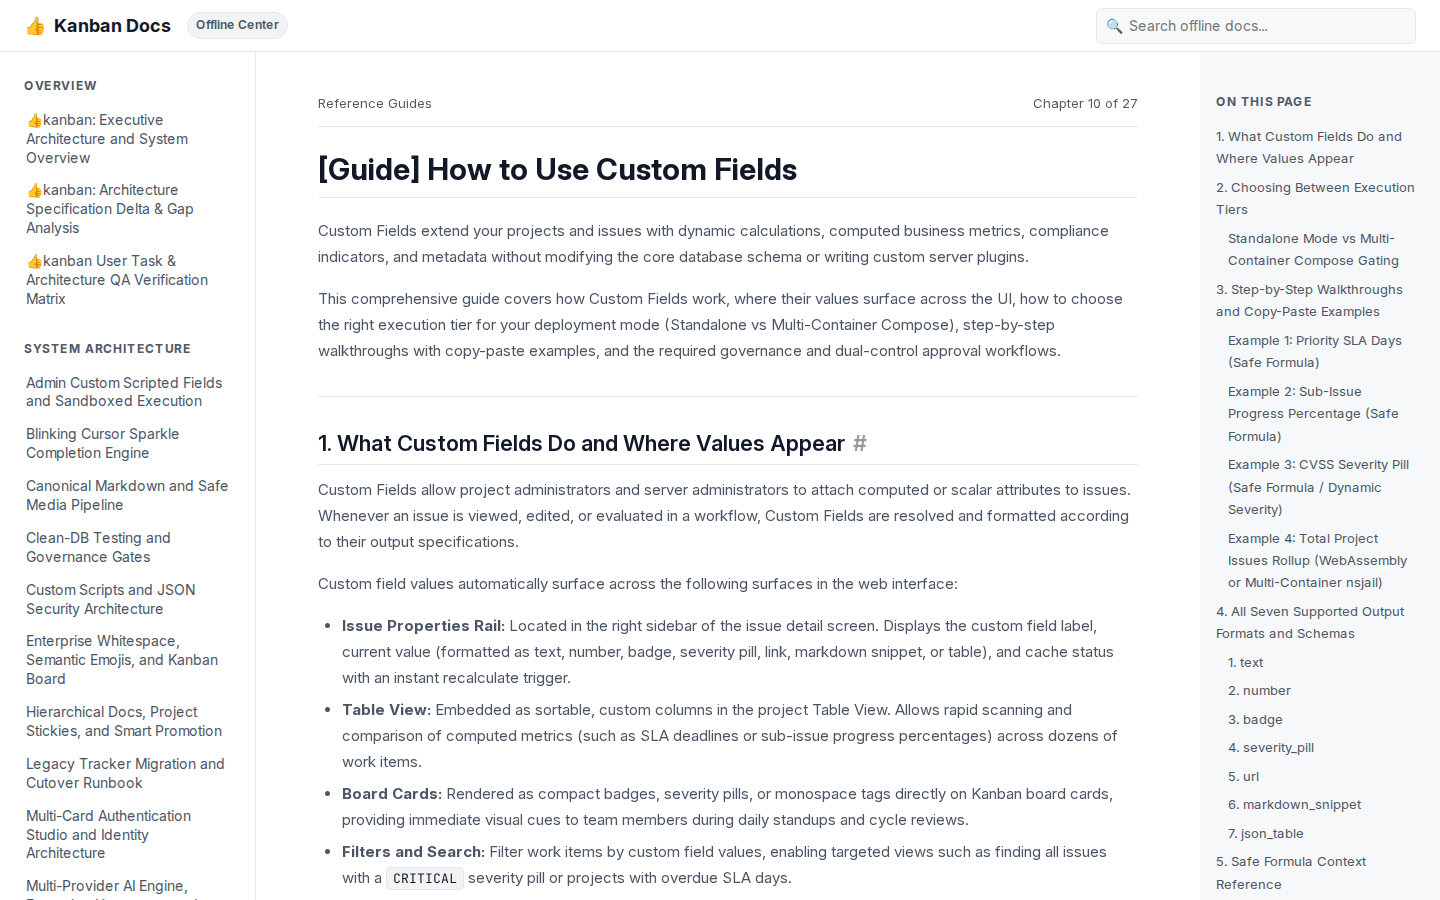 👍 Kanban Docs
Offline Center
🔍 Search offline docs...
OVERVIEW
👍kanban: Executive
Architecture and System
Overview
👍kanban: Architecture
Specification Delta & Gap
Analysis
👍kanban User Task &
Architecture QA Verification
Matrix
SYSTEM ARCHITECTURE
Admin Custom Scripted Fields
and Sandboxed Execution
Blinking Cursor Sparkle
Completion Engine
Canonical Markdown and Safe
Media Pipeline
Clean-DB Testing and
Governance Gates
Custom Scripts and JSON
Security Architecture
Enterprise Whitespace,
Semantic Emojis, and Kanban
Board
Hierarchical Docs, Project
Stickies, and Smart Promotion
Legacy Tracker Migration and
Cutover Runbook
Multi-Card Authentication
Studio and Identity
Architecture
Multi-Provider AI Engine,
Reference Guides
Chapter 10 of 27
[Guide] How to Use Custom Fields
Custom Fields extend your projects and issues with dynamic calculations, computed business metrics, compliance
indicators, and metadata without modifying the core database schema or writing custom server plugins.
This comprehensive guide covers how Custom Fields work, where their values surface across the UI, how to choose
the right execution tier for your deployment mode (Standalone vs Multi-Container Compose), step-by-step
walkthroughs with copy-paste examples, and the required governance and dual-control approval workflows.
1. What Custom Fields Do and Where Values Appear #
Custom Fields allow project administrators and server administrators to attach computed or scalar attributes to issues.
Whenever an issue is viewed, edited, or evaluated in a workflow, Custom Fields are resolved and formatted according
to their output specifications.
Custom field values automatically surface across the following surfaces in the web interface:
• Issue Properties Rail: Located in the right sidebar of the issue detail screen. Displays the custom field label,
current value (formatted as text, number, badge, severity pill, link, markdown snippet, or table), and cache status
with an instant recalculate trigger.
• Table View: Embedded as sortable, custom columns in the project Table View. Allows rapid scanning and
comparison of computed metrics (such as SLA deadlines or sub-issue progress percentages) across dozens of
work items.
• Board Cards: Rendered as compact badges, severity pills, or monospace tags directly on Kanban board cards,
providing immediate visual cues to team members during daily standups and cycle reviews.
• Filters and Search: Filter work items by custom field values, enabling targeted views such as finding all issues
with a CRITICAL severity pill or projects with overdue SLA days.
ON THIS PAGE
1. What Custom Fields Do and
Where Values Appear
2. Choosing Between Execution
Tiers
Standalone Mode vs Multi-
Container Compose Gating
3. Step-by-Step Walkthroughs
and Copy-Paste Examples
Example 1: Priority SLA Days
(Safe Formula)
Example 2: Sub-Issue
Progress Percentage (Safe
Formula)
Example 3: CVSS Severity Pill
(Safe Formula / Dynamic
Severity)
Example 4: Total Project
Issues Rollup (WebAssembly
or Multi-Container nsjail)
4. All Seven Supported Output
Formats and Schemas
1. text
2. number
3. badge
4. severity_pill
5. url
6. markdown_snippet
7. json_table
5. Safe Formula Context
Reference